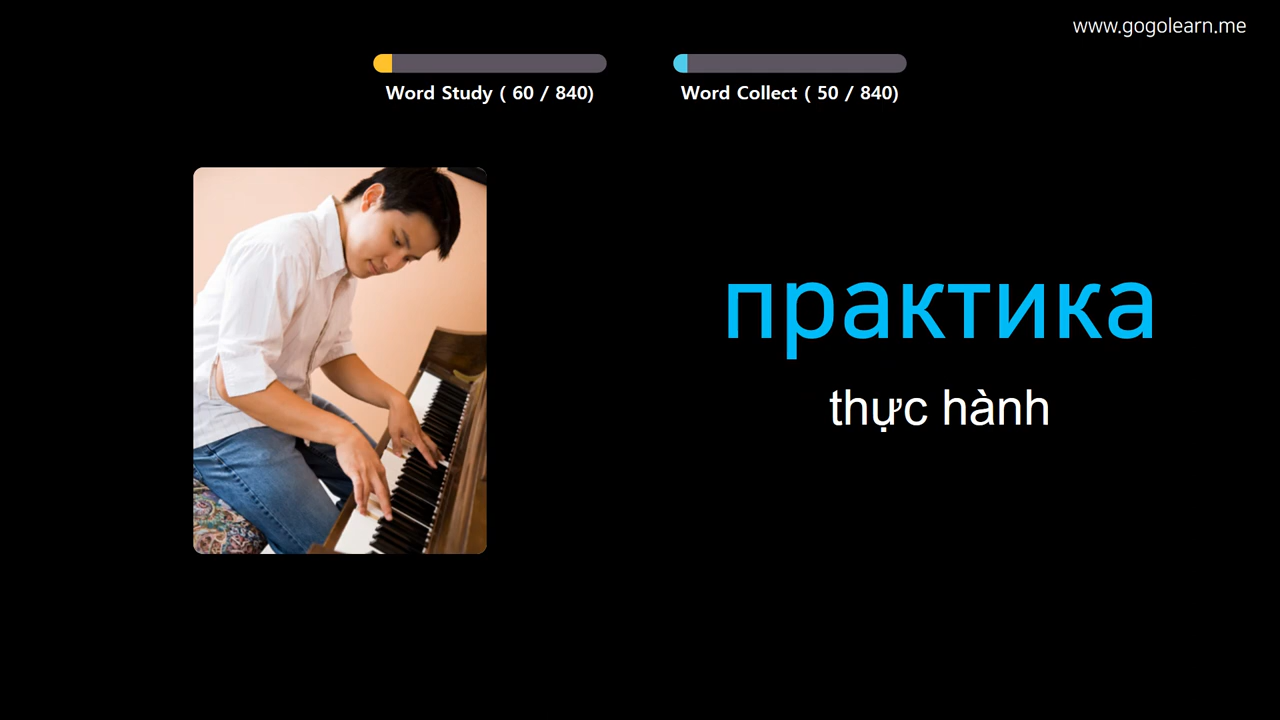 www.gogolearn.me
Word Study ( 60 / 840)
Word Collect ( 50 / 840)
практика
thực hành